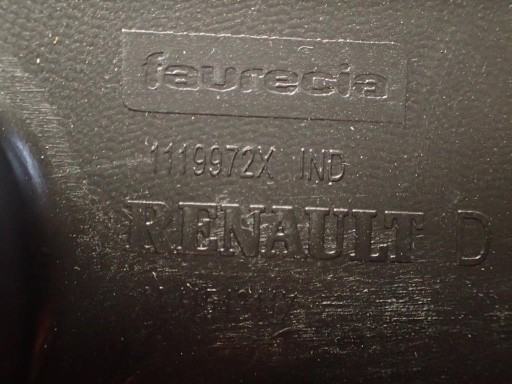 faurecia
1119972X IND
RENAULT D